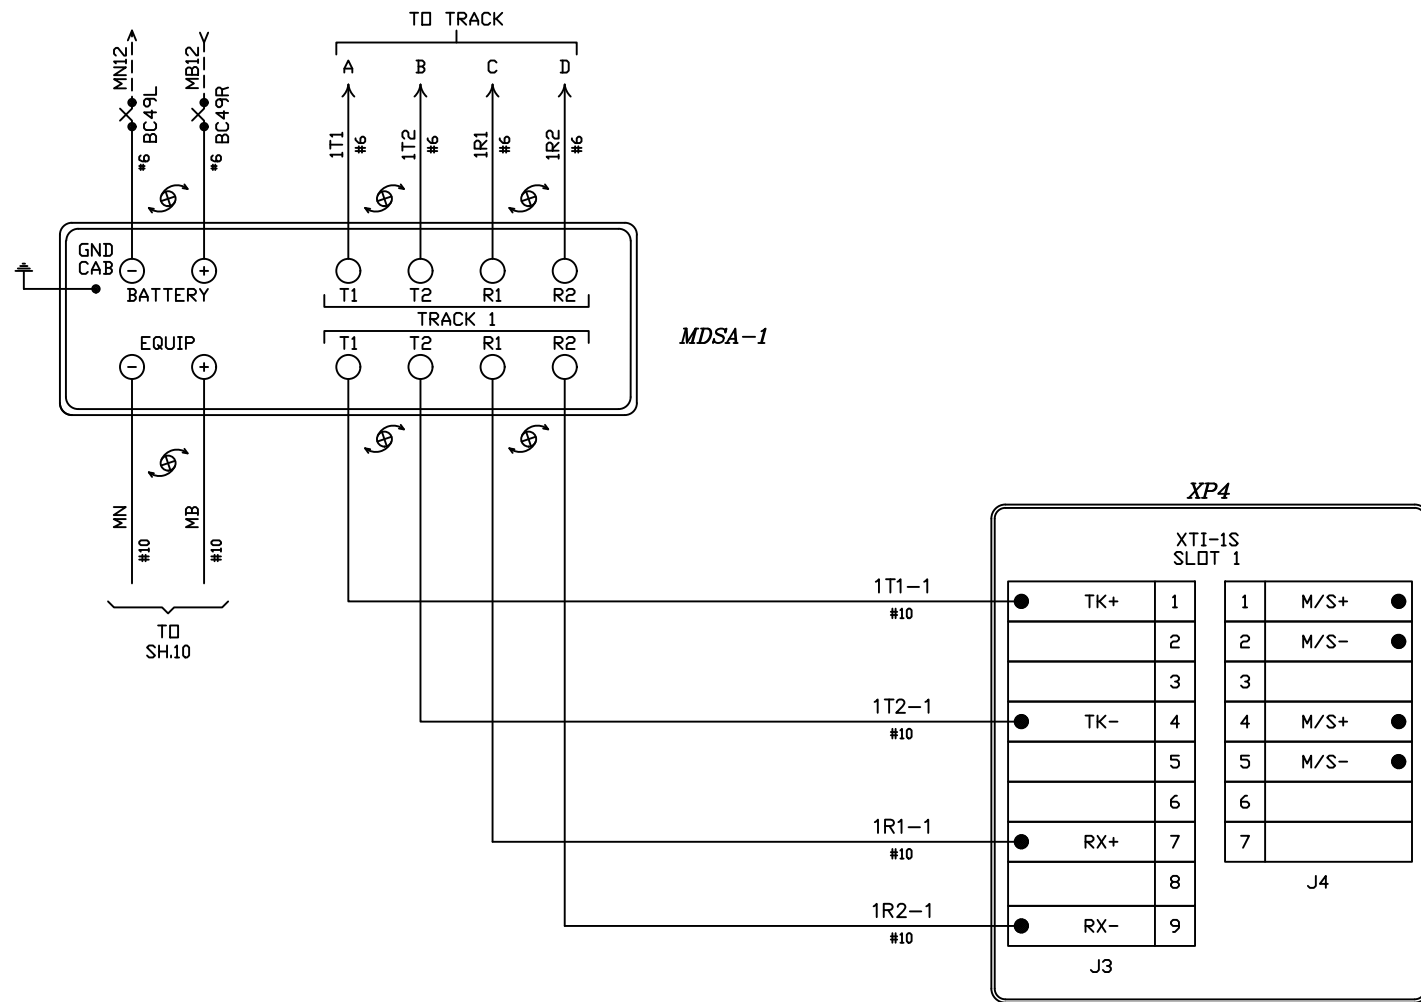 TO TRACK
A B C D
MN12
BC49L
#6
MB12
BC49R
#6
1T1
#6
1T2
#6
1R1
#6
1R2
#6
GND
CAB
- +
BATTERY
T1 T2 R1 R2
TRACK 1
EQUIP
- +
T1 T2 R1 R2
MDSA-1
MN
#10
MB
#10
TO
SH.10
XP4
XTI-1S
SLOT 1
1T1-1
#10
1T2-1
#10
1R1-1
#10
1R2-1
#10
TK+ 1
2
3
TK- 4
5
6
RX+ 7
8
RX- 9
J3
1 M/S+
2 M/S-
3
4 M/S+
5 M/S-
6
7
J4